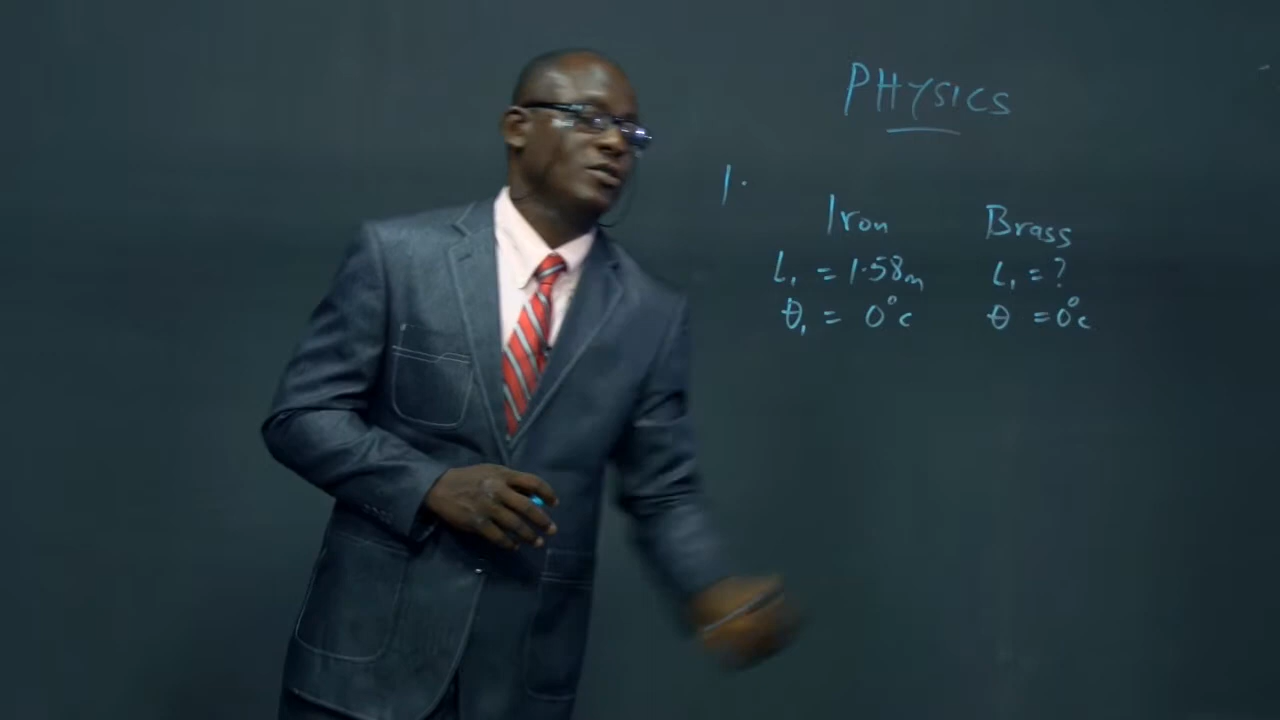 PHYSICS
1.
Iron Brass
L₁ = 1.58m L₁ = ?
θ₁ = 0°c θ = 0°c